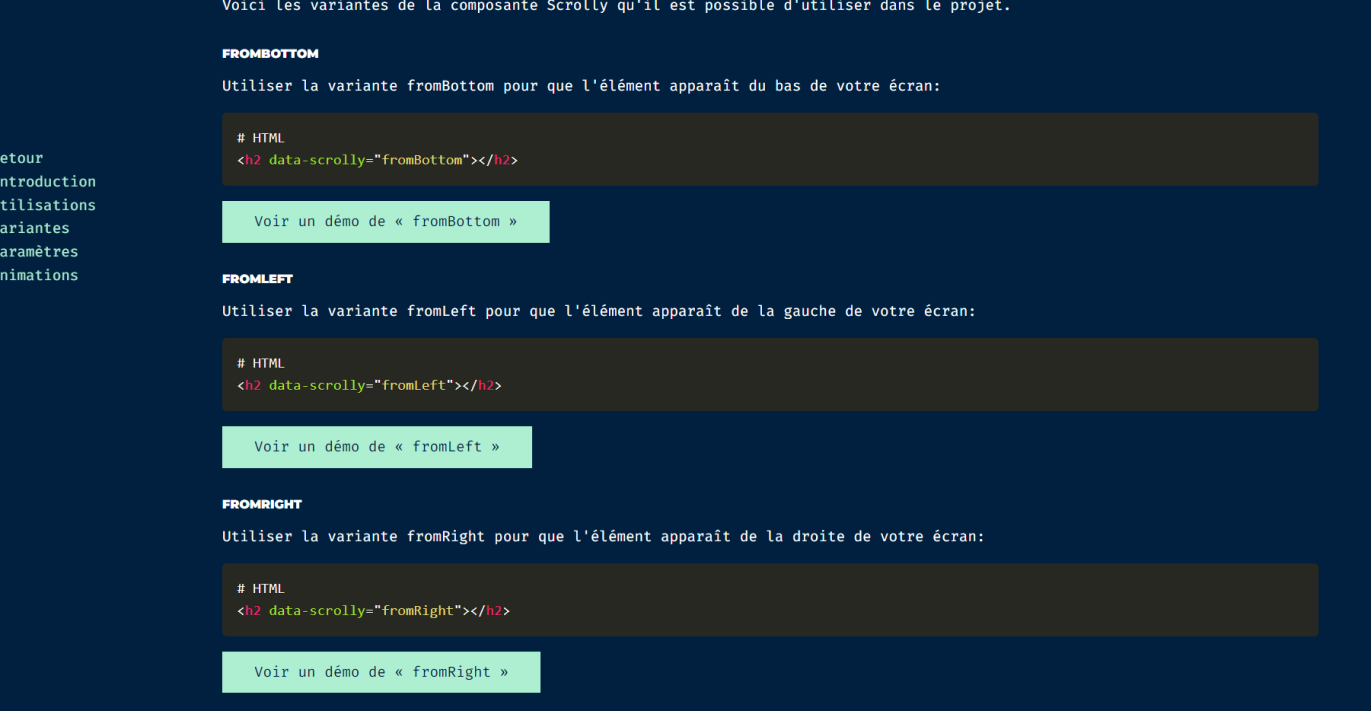 Voici les variantes de la composante Scrolly qu'il est possible d'utiliser dans le projet.
FROMBOTTOM
Utiliser la variante fromBottom pour que l'élément apparaît du bas de votre écran:
# HTML
<h2 data-scrolly="fromBottom"></h2>
Voir un démo de « fromBottom »
etour
ntroduction
tilisations
ariantes
aramètres
nimations
FROMLEFT
Utiliser la variante fromLeft pour que l'élément apparaît de la gauche de votre écran:
# HTML
<h2 data-scrolly="fromLeft"></h2>
Voir un démo de « fromLeft »
FROMRIGHT
Utiliser la variante fromRight pour que l'élément apparaît de la droite de votre écran:
# HTML
<h2 data-scrolly="fromRight"></h2>
Voir un démo de « fromRight »